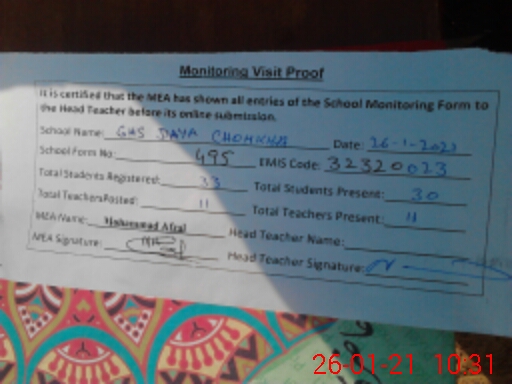 Monitoring Visit Proof
It is certified that the MEA has shown all entries of the School Monitoring Form to
the Head Teacher before its online submission.
School Name: GHS DAYA CHOHKHA Date: 26-1-2021
School Form No: 495 EMIS Code: 32320023
Total Students Registered: 33 Total Students Present: 30
Total TeachersPosted: 11 Total Teachers Present: 11
MEA Name: Muhammad Afzal Head Teacher Name:
MEA Signature: Head Teacher Signature:
26-01-21 10:31